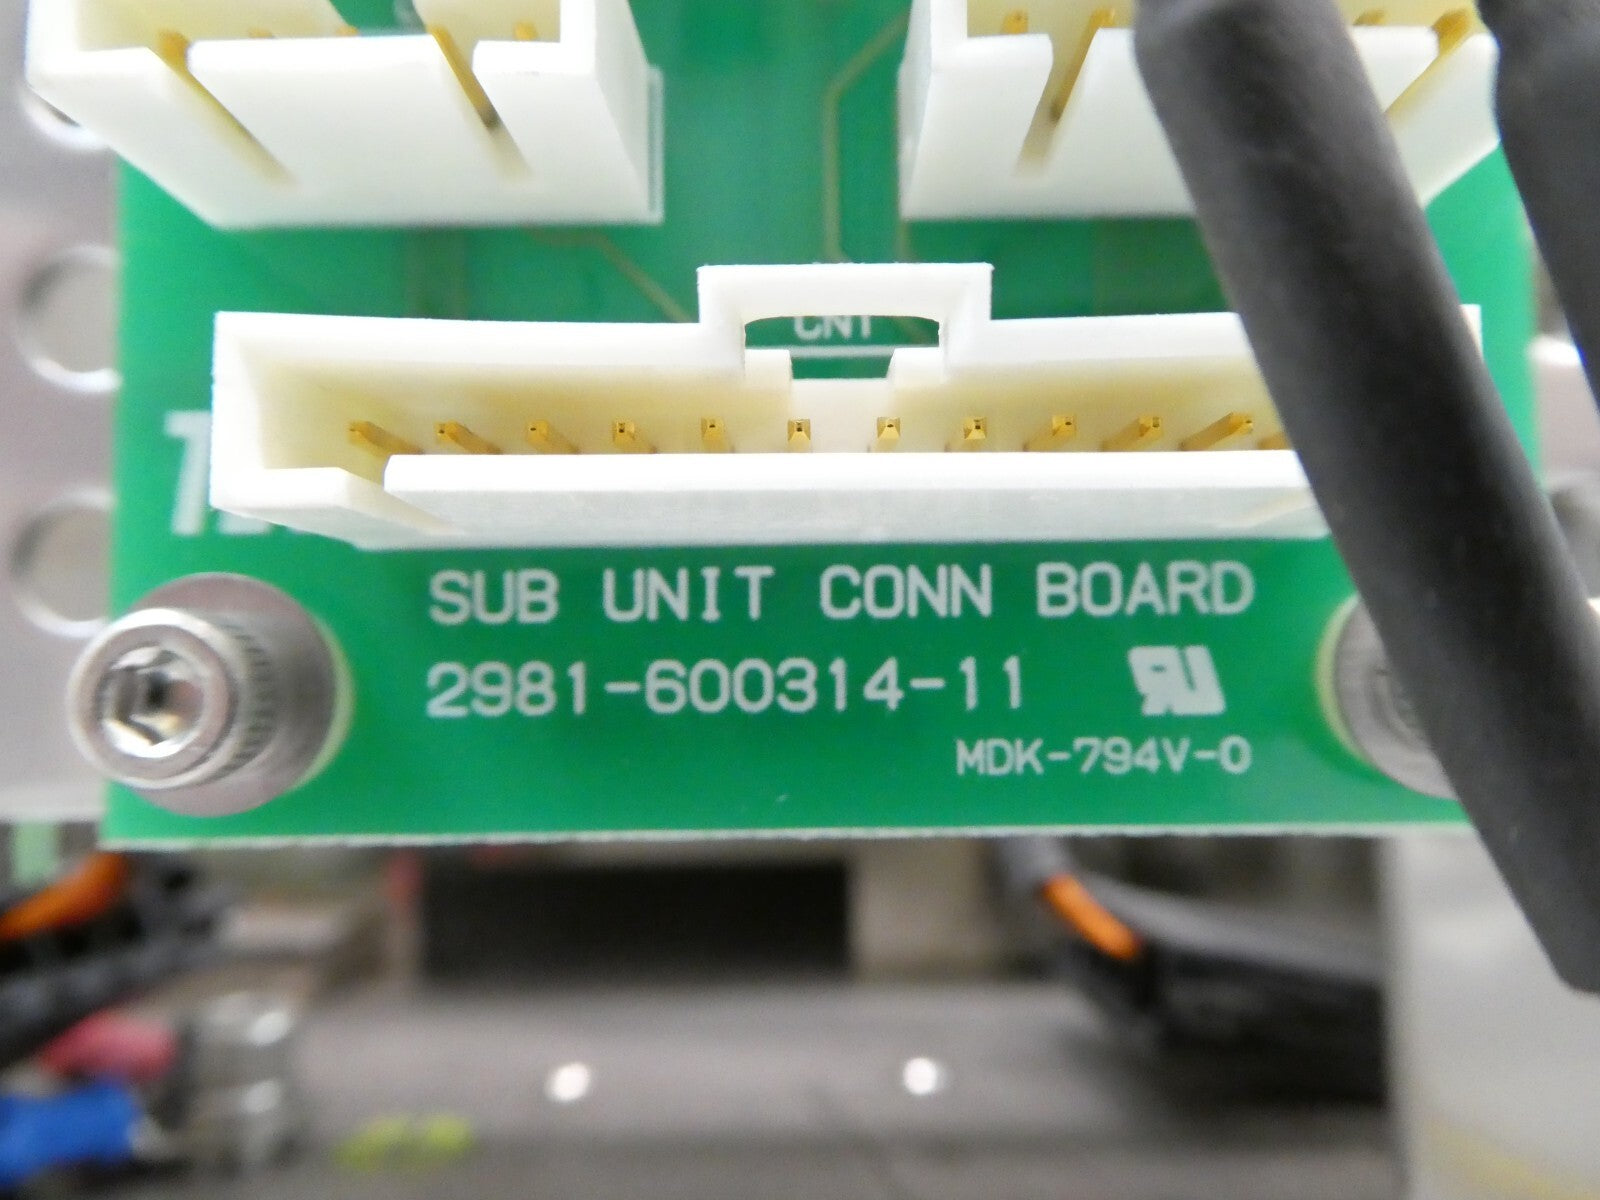 CN1
SUB UNIT CONN BOARD
2981-600314-11
MDK-794V-0